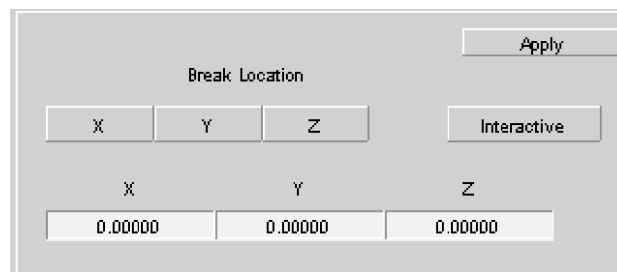 Apply
Break Location
X Y Z Interactive
X Y Z
0.00000 0.00000 0.00000